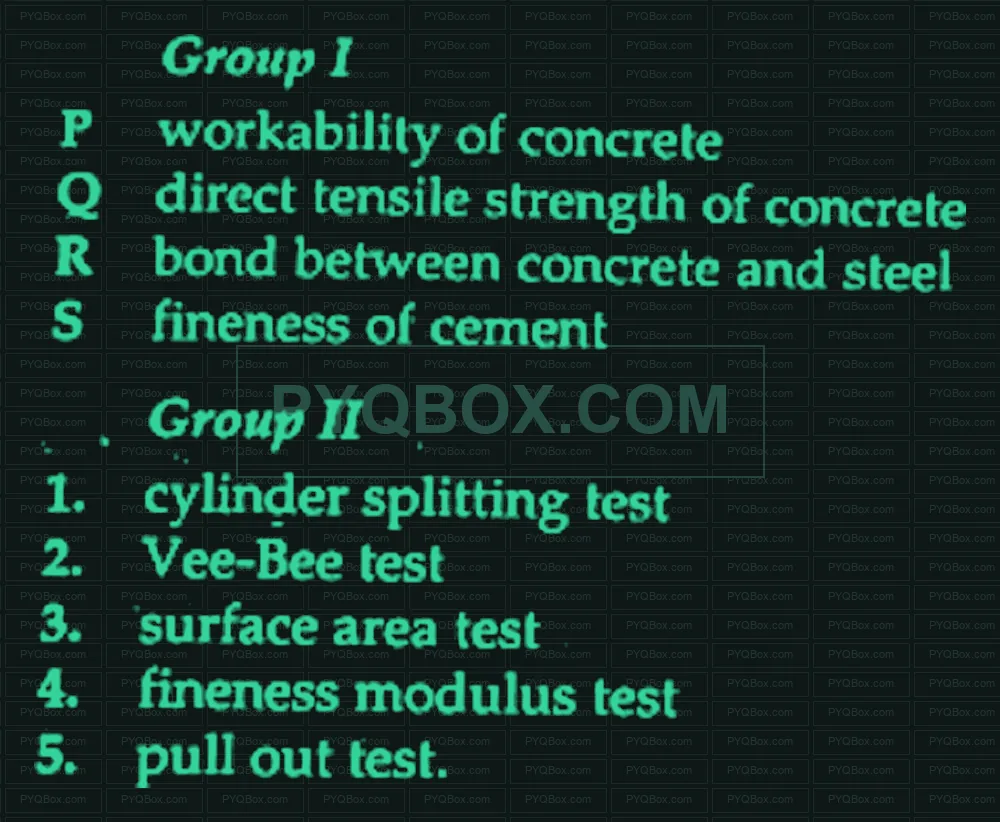 Group I
P workability of concrete
Q direct tensile strength of concrete
R bond between concrete and steel
S fineness of cement
PYQBOX.COM
Group II
1. cylinder splitting test
2. Vee-Bee test
3. surface area test
4. fineness modulus test
5. pull out test.